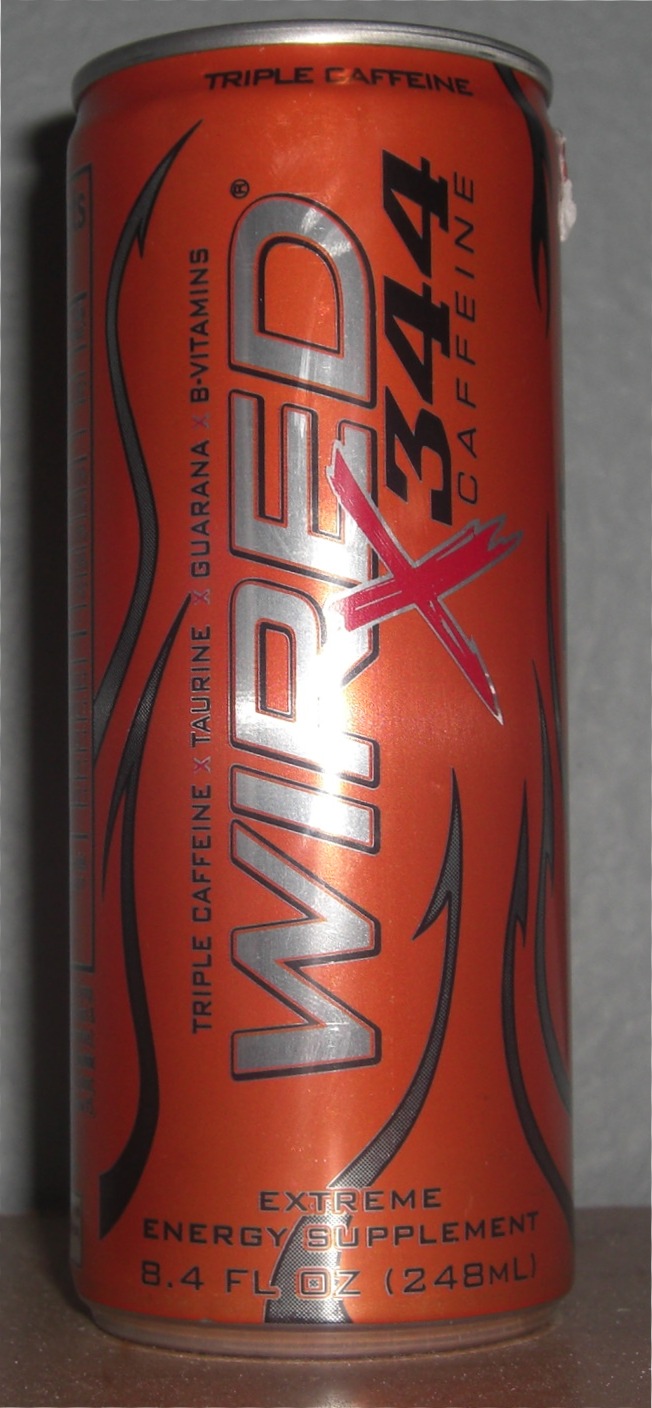 TRIPLE CAFFEINE
TRIPLE CAFFEINE X TAURINE X GUARANA X B-VITAMINS
WIRED®
X
344
CAFFEINE
EXTREME
ENERGY SUPPLEMENT
8.4 FL OZ (248ML)